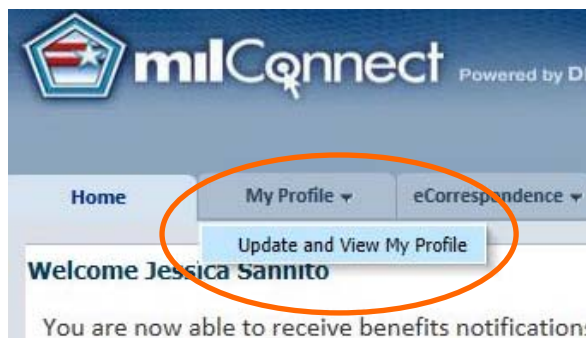 milConnect Powered by D
Home My Profile eCorrespondence
Update and View My Profile
Welcome Jessica Sannito
You are now able to receive benefits notifications